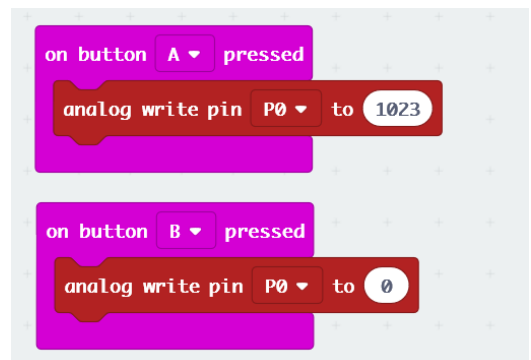 on button A pressed
analog write pin P0 to 1023
on button B pressed
analog write pin P0 to 0